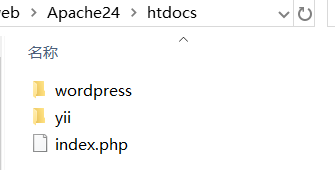 eb > Apache24 > htdocs
名称
wordpress
yii
index.php